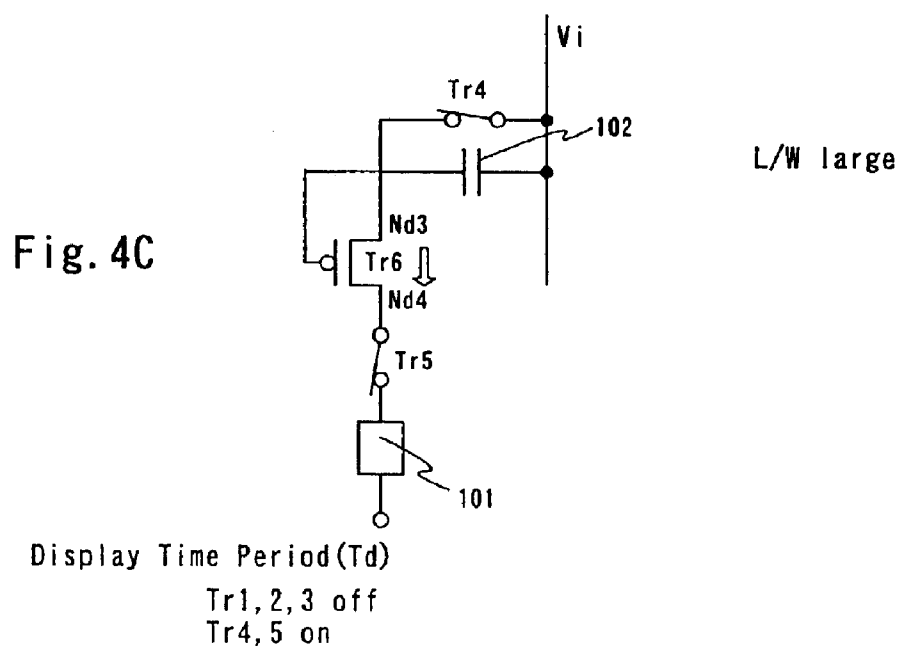 Vi
Tr4
102
L/W large
Nd3
Fig. 4C
Tr6
Nd4
Tr5
101
Display Time Period(Td)
Tr1,2,3 off
Tr4,5 on